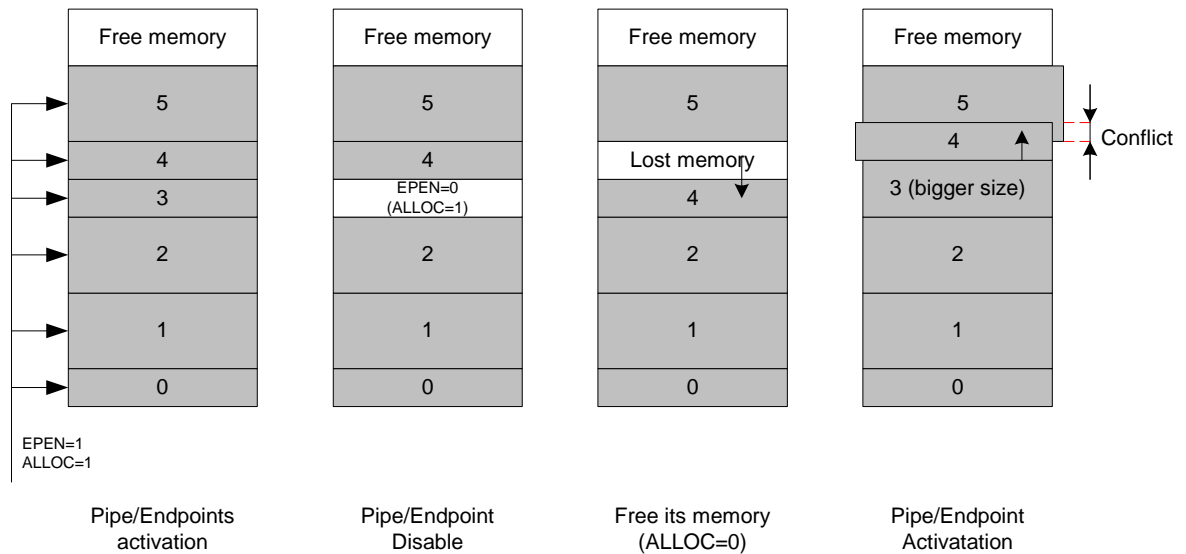 Free memory
5
4
3
2
1
0
EPEN=1
ALLOC=1
Pipe/Endpoints
activation
Free memory
5
4
EPEN=0
(ALLOC=1)
2
1
0
Pipe/Endpoint
Disable
Free memory
5
Lost memory
4
2
1
0
Free its memory
(ALLOC=0)
Free memory
5
4
Conflict
3 (bigger size)
2
1
0
Pipe/Endpoint
Activatation